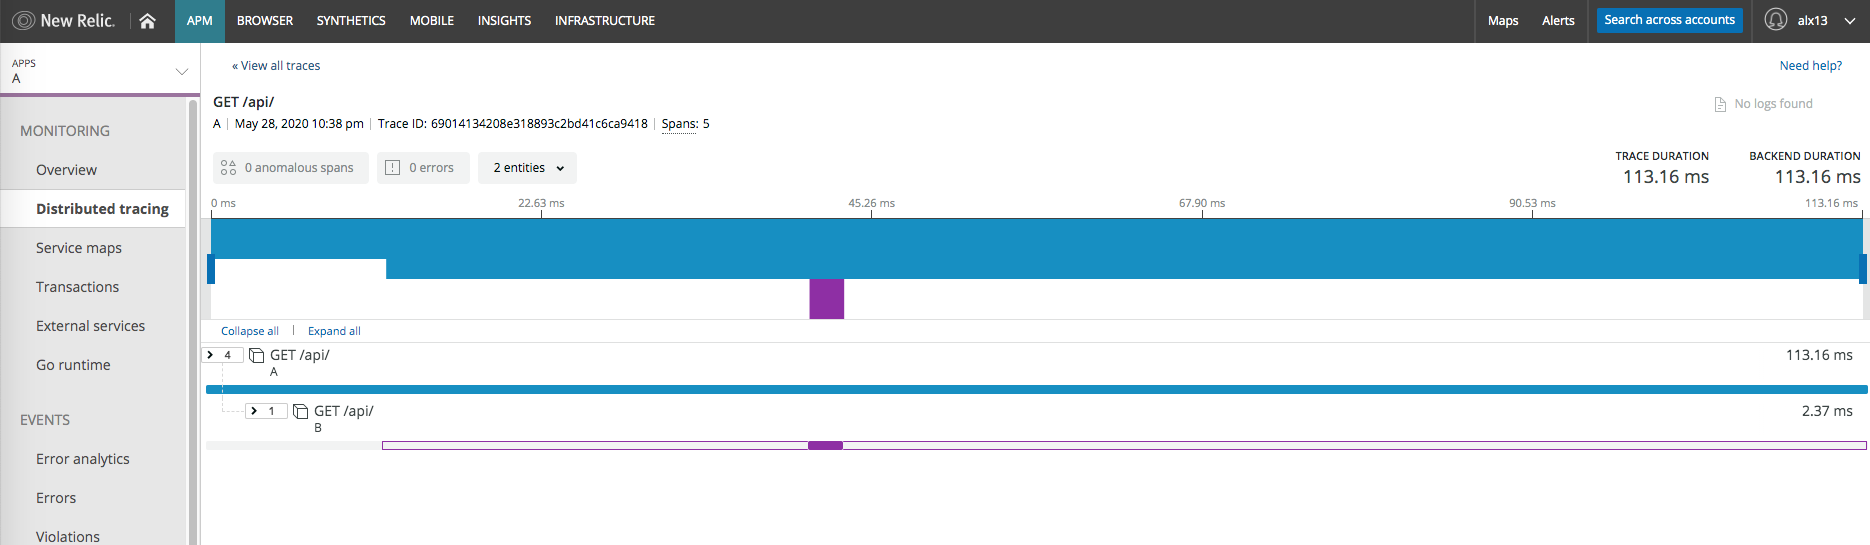 New Relic. APM BROWSER SYNTHETICS MOBILE INSIGHTS INFRASTRUCTURE Maps Alerts Search across accounts alx13
APPS
A
MONITORING
Overview
Distributed tracing
Service maps
Transactions
External services
Go runtime
EVENTS
Error analytics
Errors
Violations
« View all traces Need help?
GET /api/ No logs found
A | May 28, 2020 10:38 pm | Trace ID: 69014134208e318893c2bd41c6ca9418 | Spans: 5
0 anomalous spans 0 errors 2 entities
TRACE DURATION BACKEND DURATION
113.16 ms 113.16 ms
0 ms 22.63 ms 45.26 ms 67.90 ms 90.53 ms 113.16 ms
Collapse all | Expand all
4 GET /api/ 113.16 ms
A
1 GET /api/ 2.37 ms
B